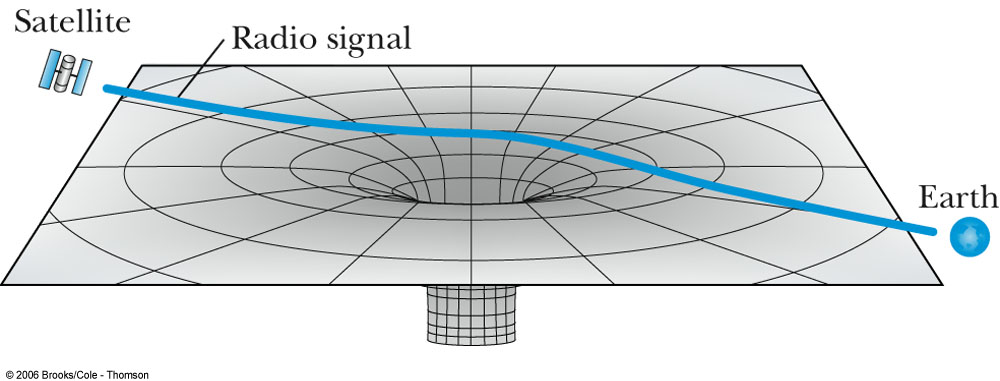 Satellite
Radio signal
Earth
© 2006 Brooks/Cole - Thomson